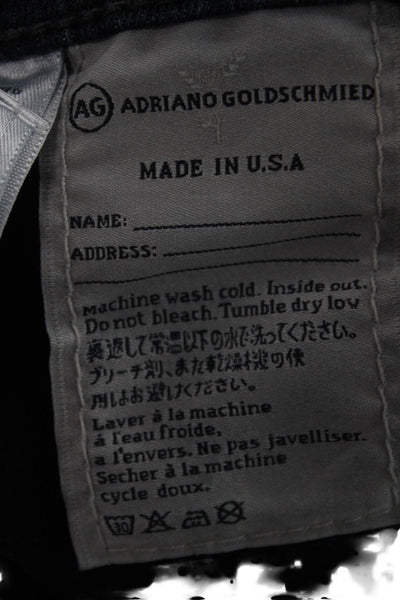 AG ADRIANO GOLDSCHMIED
MADE IN U.S.A
NAME:
ADDRESS:
Machine wash cold. Inside out.
Do not bleach. Tumble dry low
裏返して常温以下の水で洗ってください。
ブリーチ剤、また乾燥機の使
用はお避けください。
Laver à la machine
à l'eau froide,
a l'envers. Ne pas javelliser.
Secher à la machine
cycle doux.
30